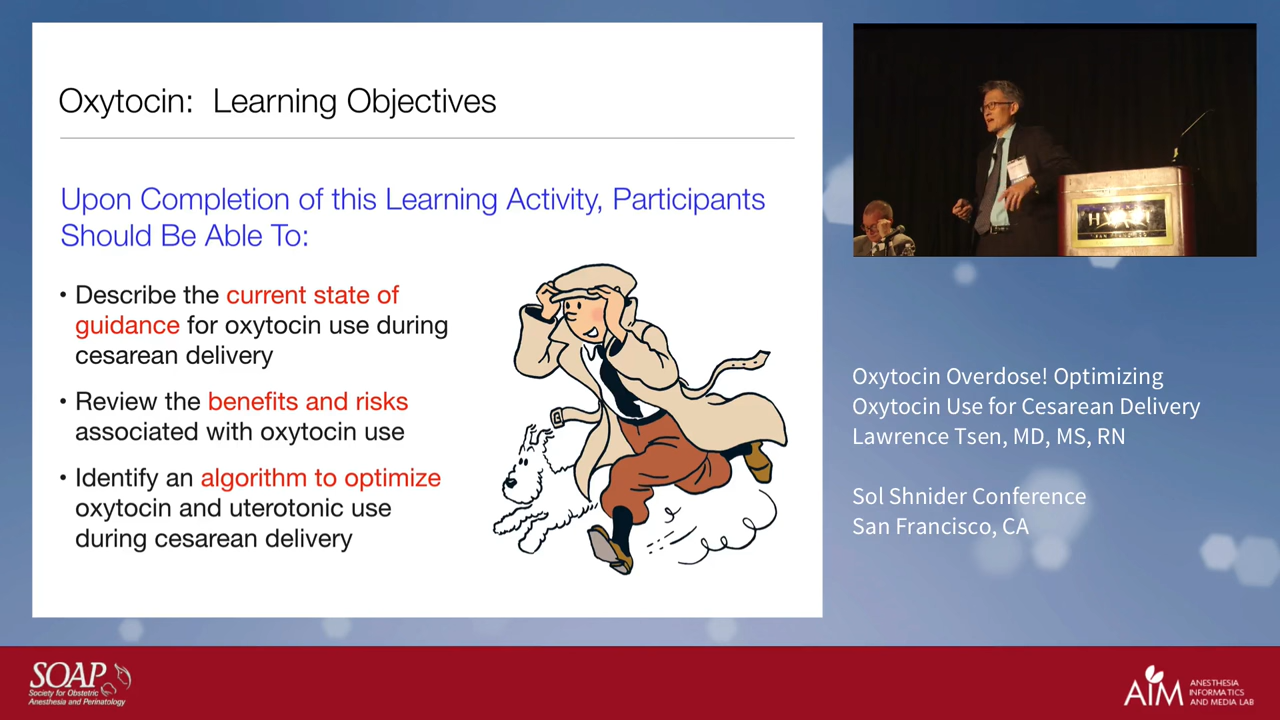 Oxytocin: Learning Objectives
Upon Completion of this Learning Activity, Participants
Should Be Able To:
• Describe the current state of
guidance for oxytocin use during
cesarean delivery
• Review the benefits and risks
associated with oxytocin use
• Identify an algorithm to optimize
oxytocin and uterotonic use
during cesarean delivery
HYATT
Oxytocin Overdose! Optimizing
Oxytocin Use for Cesarean Delivery
Lawrence Tsen, MD, MS, RN
Sol Shnider Conference
San Francisco, CA
SOAP
Society for Obstetric
Anesthesia and Perinatology
AIM
ANESTHESIA
INFORMATICS
AND MEDIA LAB